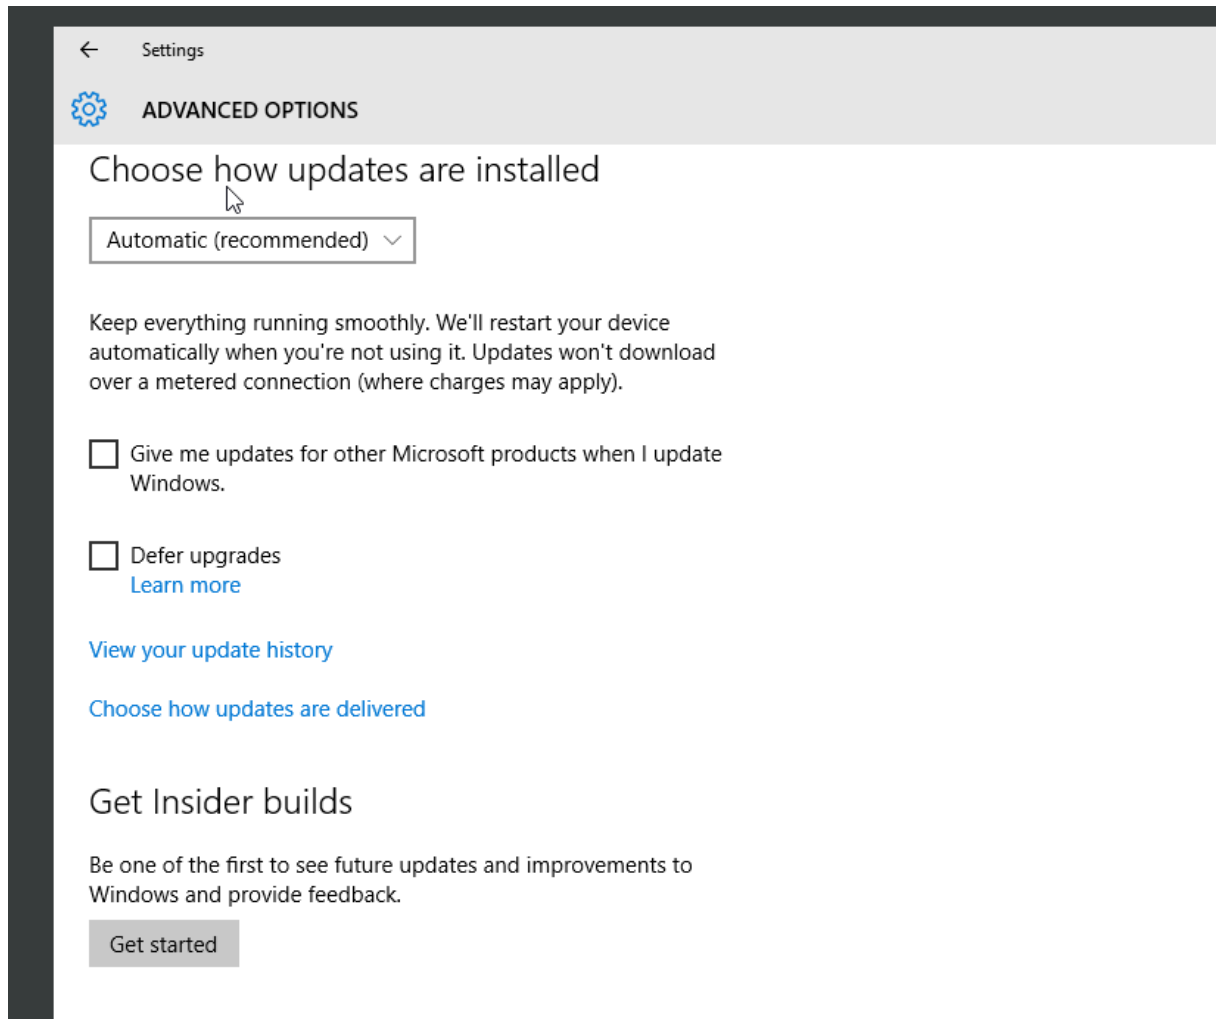 Settings
ADVANCED OPTIONS
Choose how updates are installed
Automatic (recommended)
Keep everything running smoothly. We'll restart your device
automatically when you're not using it. Updates won't download
over a metered connection (where charges may apply).
Give me updates for other Microsoft products when I update
Windows.
Defer upgrades
Learn more
View your update history
Choose how updates are delivered
Get Insider builds
Be one of the first to see future updates and improvements to
Windows and provide feedback.
Get started